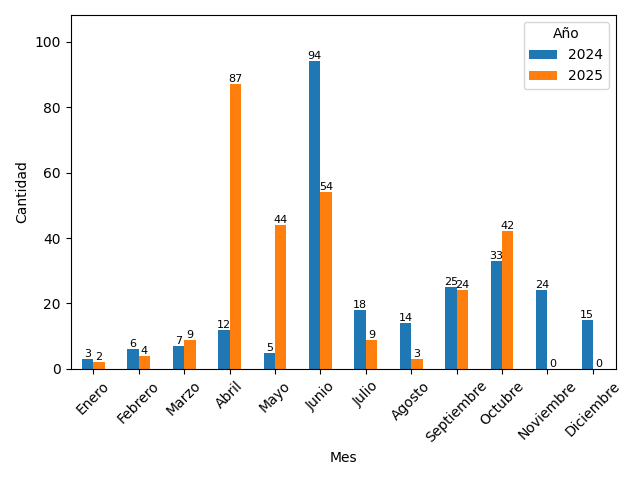 Año
2024
2025
Cantidad
100
80
60
40
20
0
3
2
6
4
7
9
12
87
5
44
94
54
18
9
14
3
25
24
33
42
24
0
15
0
Enero
Febrero
Marzo
Abril
Mayo
Junio
Julio
Agosto
Septiembre
Octubre
Noviembre
Diciembre
Mes